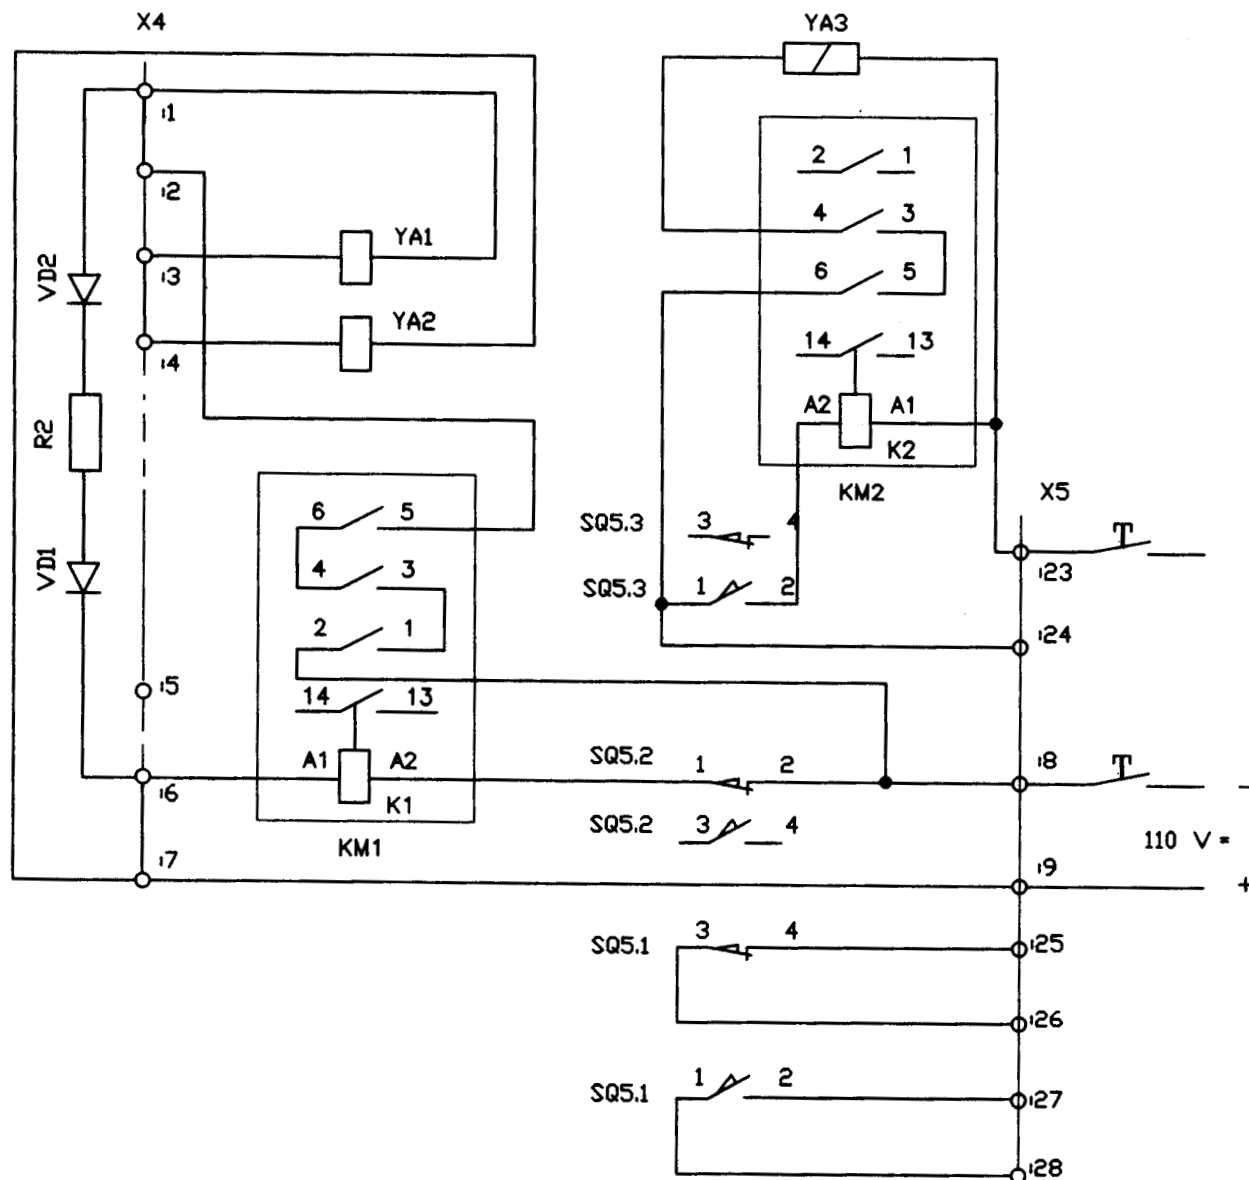 X4
YA3
:1
2 1
:2
4 3
YA1
:3
6 5
VD2
YA2
:4
14 13
A2 A1
R2
K2
KM2
X5
6 5
SQ5.3 3 4
VD1
4 3
:23
SQ5.3 1 2
2 1
:24
:5
14 13
A1 A2
SQ5.2 1 2
:8
:6
K1
-
SQ5.2 3 4
KM1
110 V =
:7
:9
+
SQ5.1 3 4
:25
:26
SQ5.1 1 2
:27
:28